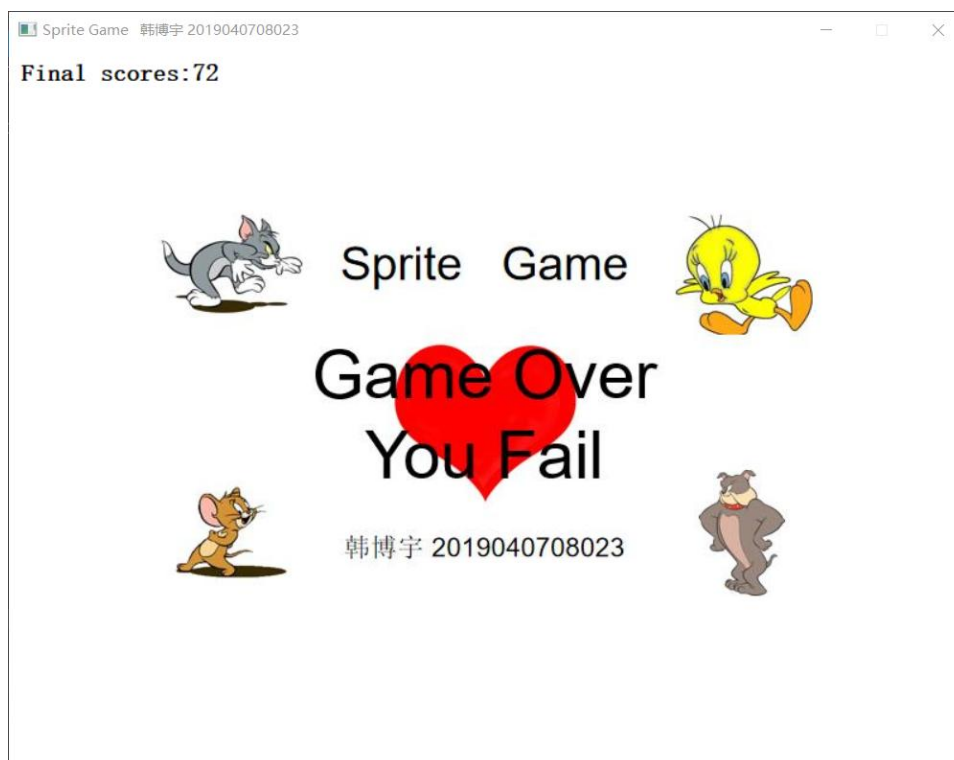 Sprite Game 韩博宇 2019040708023
Final scores:72
Sprite Game
Game Over
You Fail
韩博宇 2019040708023